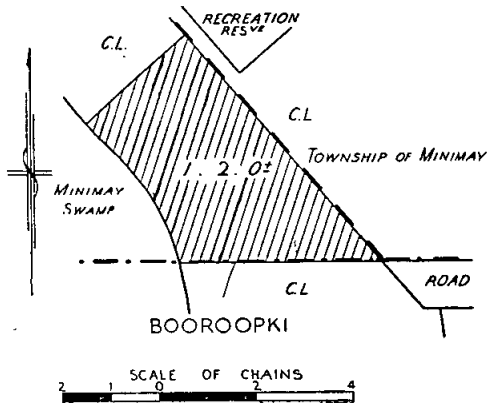 RECREATION
RESVE
C.L.
C.L
TOWNSHIP OF MINIMAY
1. 2. 0±
MINIMAY
SWAMP
C.L
ROAD
BOOROOPKI
SCALE OF CHAINS
2 1 0 2 4